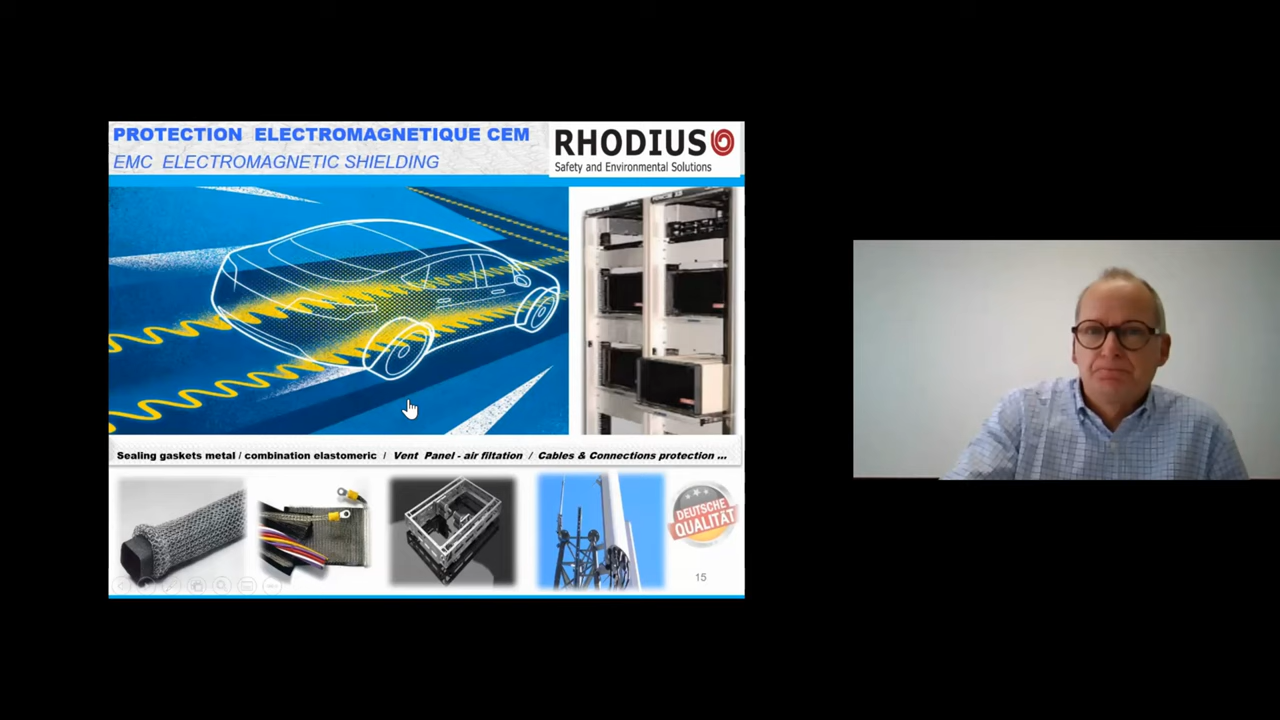 PROTECTION ELECTROMAGNETIQUE CEM
EMC ELECTROMAGNETIC SHIELDING
RHODIUS
Safety and Environmental Solutions
Sealing gaskets metal / combination elastomeric / Vent Panel - air filtation / Cables & Connections protection ...
DEUTSCHE
QUALITÄT
15